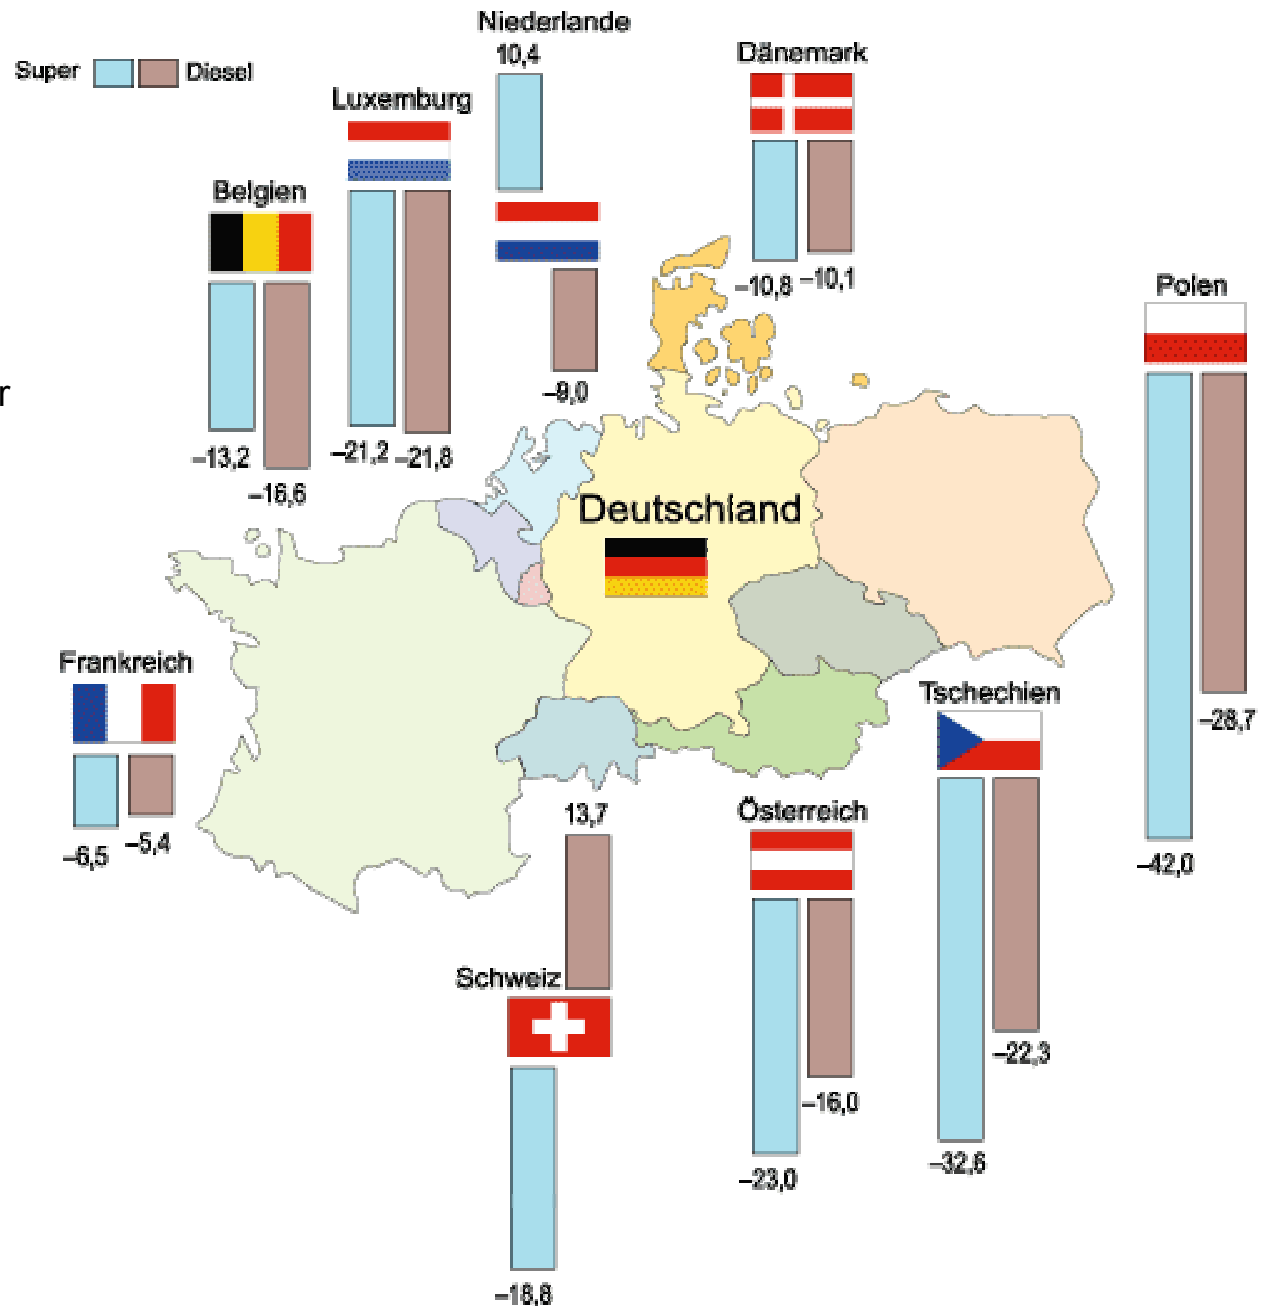 Niederlande
10,4
Dänemark
Super Diesel
Luxemburg
Belgien
–10,8 –10,1
Polen
–9,0
r
–13,2
–21,2 –21,8
–16,6
Deutschland
Frankreich
Tschechien
–28,7
13,7
Österreich
–6,5 –5,4
–42,0
Schweiz
–22,3
–16,0
–32,6
–23,0
–18,8